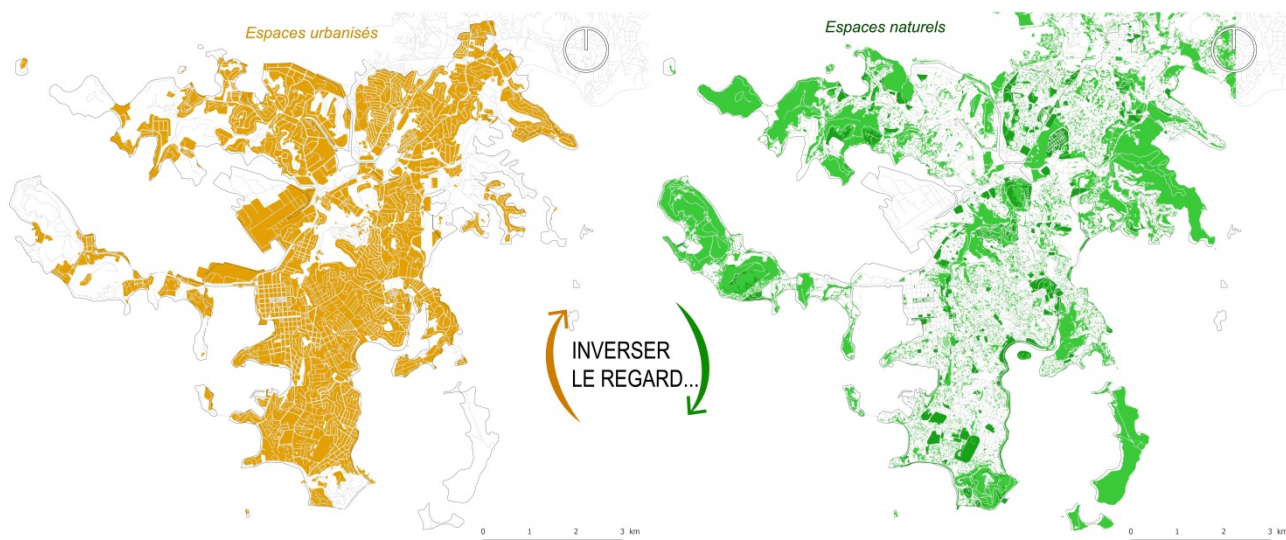 Espaces urbanisés
Espaces naturels
INVERSER
LE REGARD...
0 1 2 3 km
0 1 2 3 km